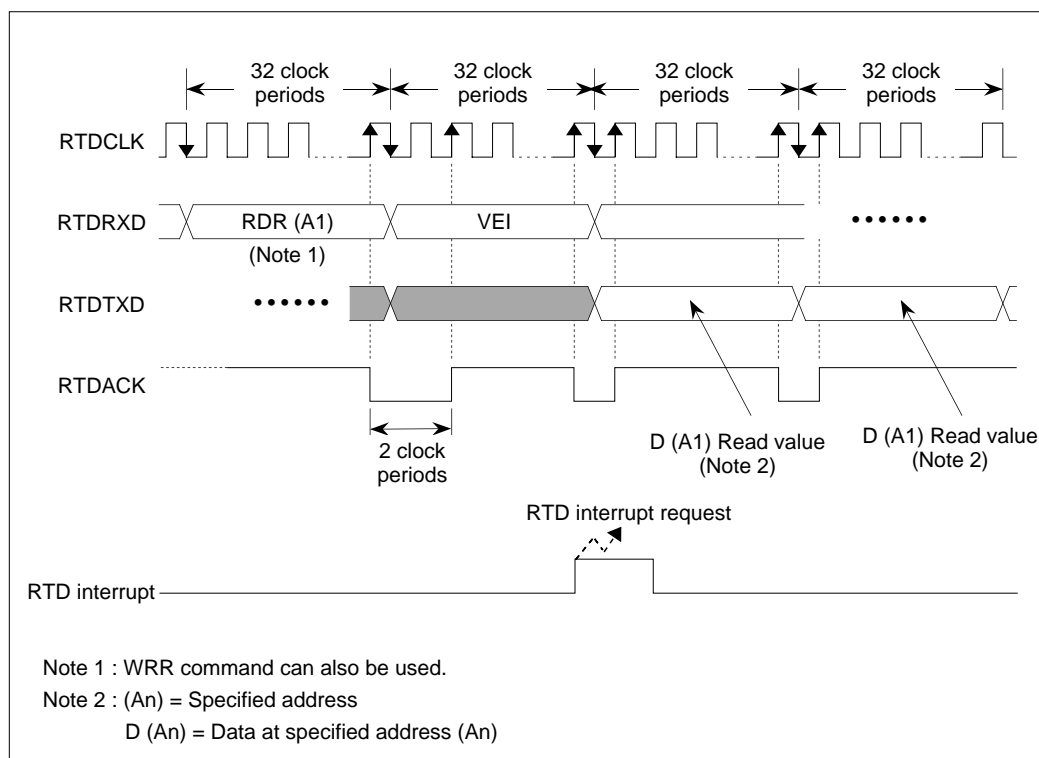 32 clock periods
32 clock periods
32 clock periods
32 clock periods
RTDCLK
RTDRXD
RDR (A1)
(Note 1)
VEI
••••••
RTDTXD
••••••
RTDACK
2 clock periods
D (A1) Read value
(Note 2)
D (A1) Read value
(Note 2)
RTD interrupt request
RTD interrupt
Note 1 : WRR command can also be used.
Note 2 : (An) = Specified address
D (An) = Data at specified address (An)